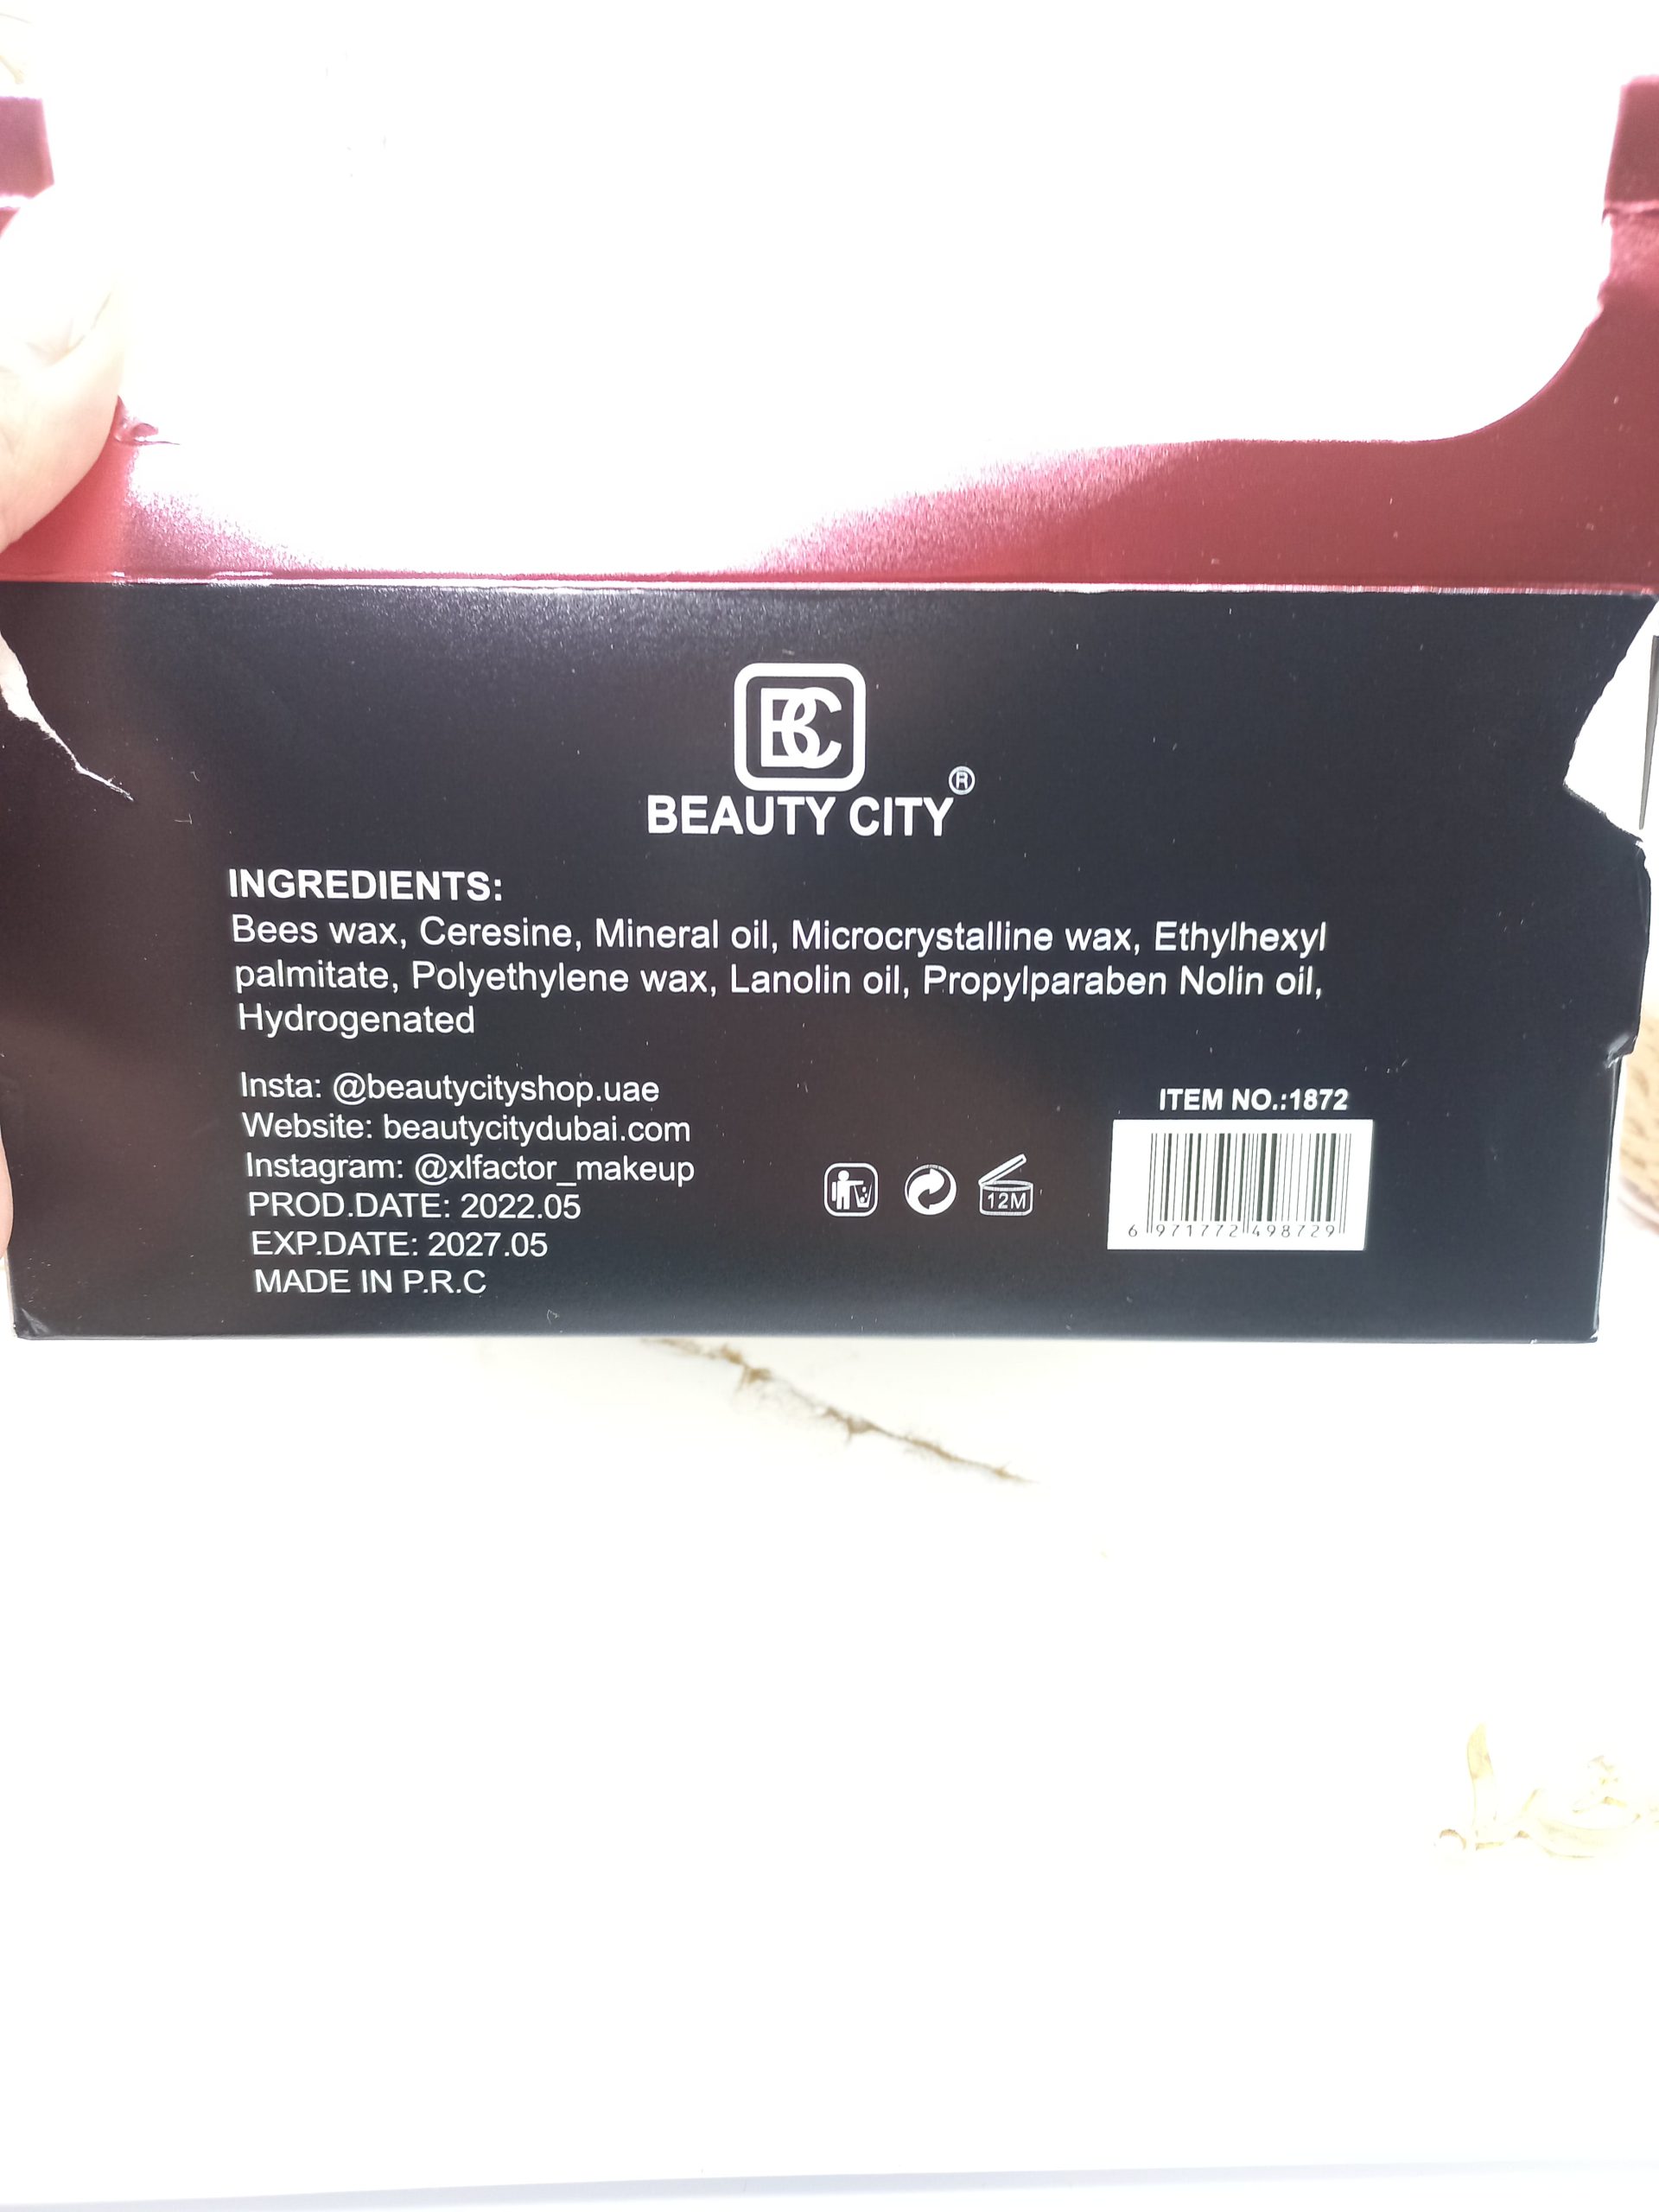 BC
BEAUTY CITY®
INGREDIENTS:
Bees wax, Ceresine, Mineral oil, Microcrystalline wax, Ethylhexyl
palmitate, Polyethylene wax, Lanolin oil, Propylparaben Nolin oil,
Hydrogenated
Insta: @beautycityshop.uae
Website: beautycitydubai.com
Instagram: @xlfactor_makeup
PROD.DATE: 2022.05
EXP.DATE: 2027.05
MADE IN P.R.C
12M
ITEM NO.:1872
6 971772 498729